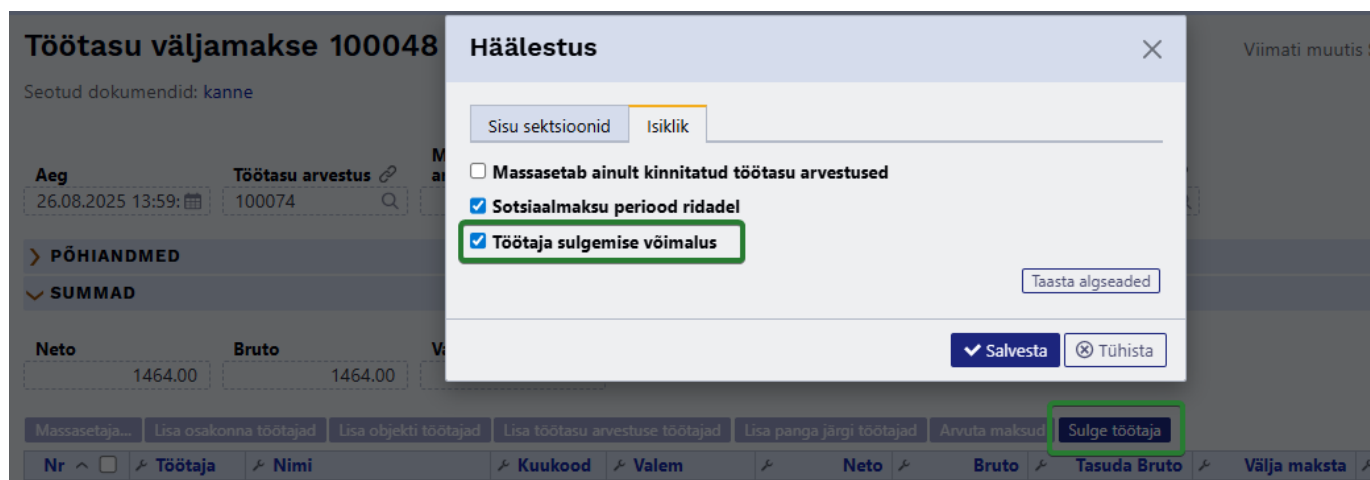 Töötasu väljamakse 100048
Häälestus
Viimati muutis
Seotud dokumendid: kanne
Sisu sektsioonid Isiklik
Massasetab ainult kinnitatud töötasu arvestused
Aeg Töötasu arvestus
26.08.2025 13:59: 100074
Sotsiaalmaksu periood ridadel
Töötaja sulgemise võimalus
PÕHIANDMED
Taasta algseaded
SUMMAD
Neto Bruto
Salvesta Tühista
1464.00 1464.00
Massasetaja... Lisa osakonna töötajad Lisa objekti töötajad Lisa töötasu arvestuse töötajad Lisa panga järgi töötajad Arvuta maksud Sulge töötaja
Nr Töötaja Nimi Kuukood Valem Neto Bruto Tasuda Bruto Välja maksta